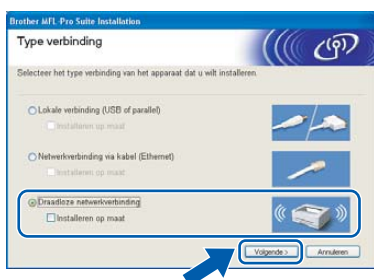 Brother MFL-Pro Suite Installation
Type verbinding
Selecteer het type verbinding van het apparaat dat u wilt installeren.
Lokale verbinding (USB of parallel)
Installeren op maat
Netwerkverbinding via kabel (Ethernet)
Installeren op maat
Draadloze netwerkverbinding
Installeren op maat
Volgende > Annuleren